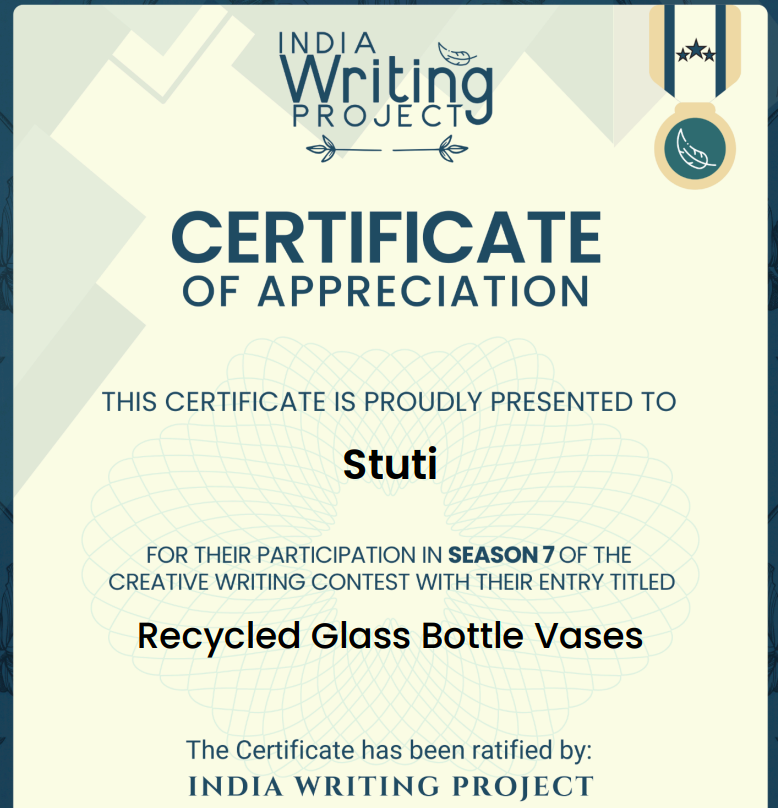 INDIA
Writing
PROJECT
CERTIFICATE
OF APPRECIATION
THIS CERTIFICATE IS PROUDLY PRESENTED TO
Stuti
FOR THEIR PARTICIPATION IN SEASON 7 OF THE
CREATIVE WRITING CONTEST WITH THEIR ENTRY TITLED
Recycled Glass Bottle Vases
The Certificate has been ratified by:
INDIA WRITING PROJECT